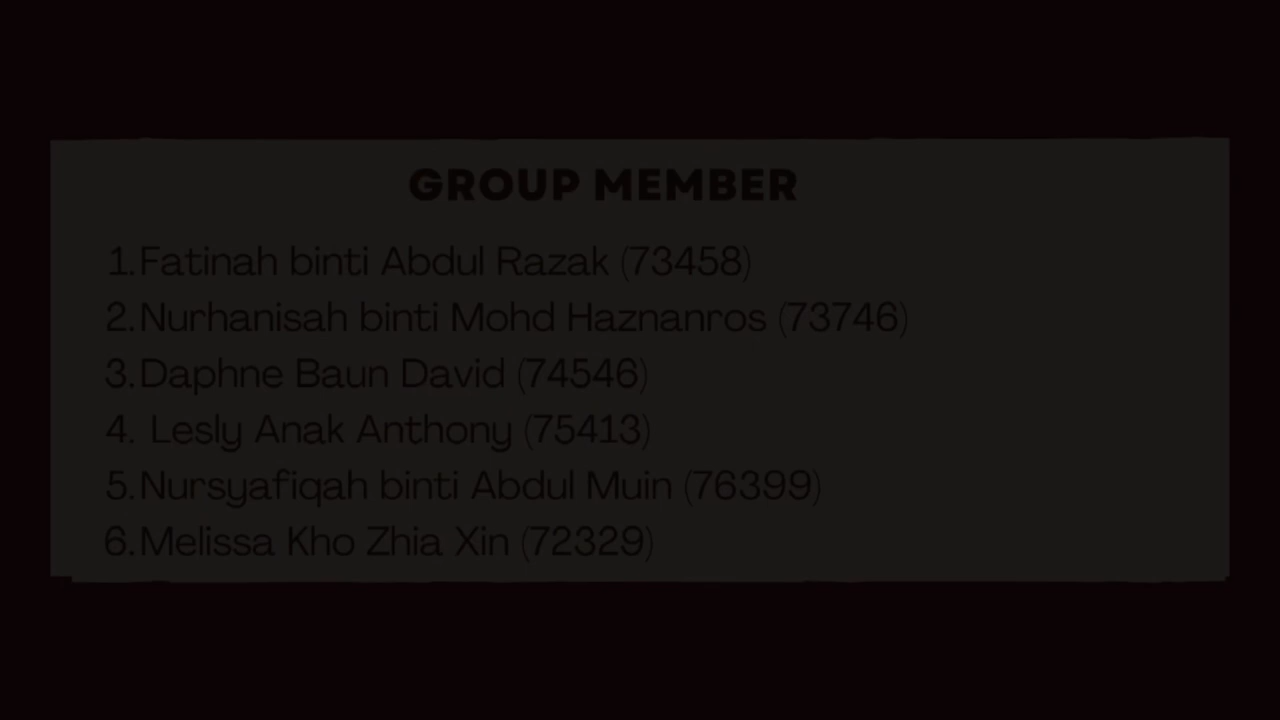 GROUP MEMBER
1.Fatinah binti Abdul Razak (73458)
2.Nurhanisah binti Mohd Haznanros (73746)
3.Daphne Baun David (74546)
4. Lesly Anak Anthony (75413)
5.Nursyafiqah binti Abdul Muin (76399)
6.Melissa Kho Zhia Xin (72329)